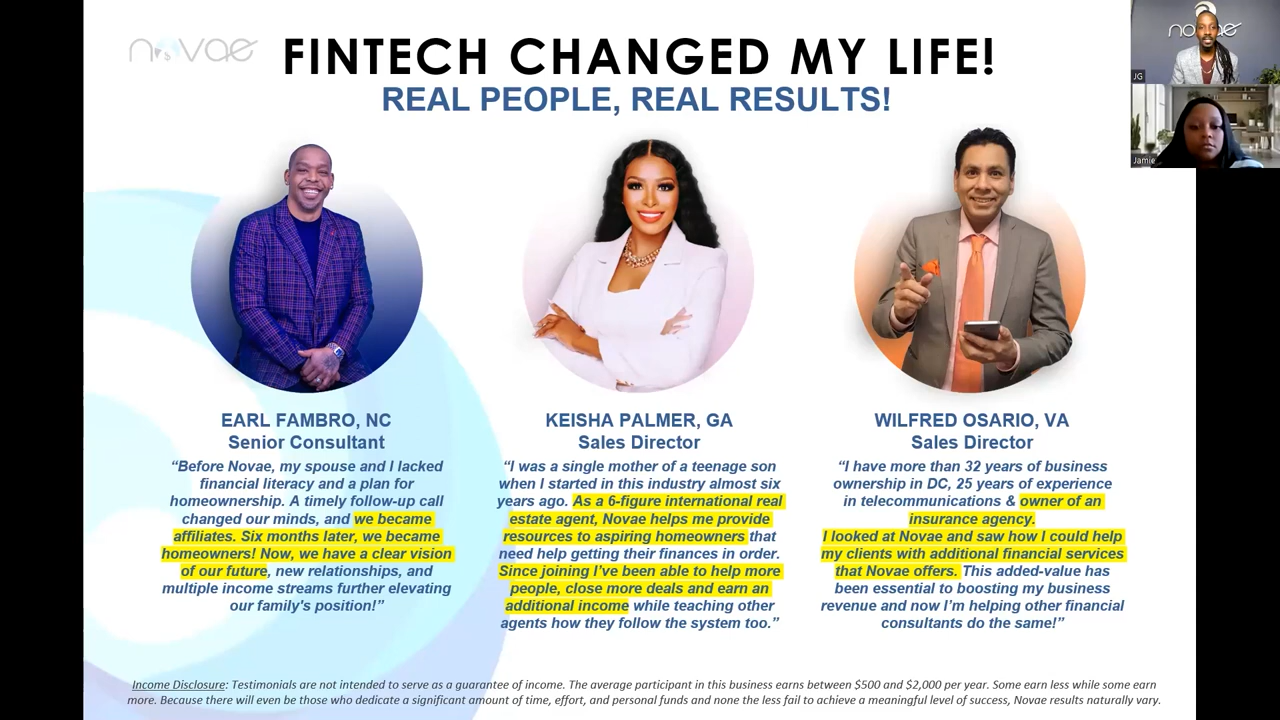 novae
FINTECH CHANGED MY LIFE!
REAL PEOPLE, REAL RESULTS!
novae
JG
Jamie
EARL FAMBRO, NC
Senior Consultant
“Before Novae, my spouse and I lacked
financial literacy and a plan for
homeownership. A timely follow-up call
changed our minds, and we became
affiliates. Six months later, we became
homeowners! Now, we have a clear vision
of our future, new relationships, and
multiple income streams further elevating
our family's position!”
KEISHA PALMER, GA
Sales Director
“I was a single mother of a teenage son
when I started in this industry almost six
years ago. As a 6-figure international real
estate agent, Novae helps me provide
resources to aspiring homeowners that
need help getting their finances in order.
Since joining I’ve been able to help more
people, close more deals and earn an
additional income while teaching other
agents how they follow the system too.”
WILFRED OSARIO, VA
Sales Director
“I have more than 32 years of business
ownership in DC, 25 years of experience
in telecommunications & owner of an
insurance agency.
I looked at Novae and saw how I could help
my clients with additional financial services
that Novae offers. This added-value has
been essential to boosting my business
revenue and now I’m helping other financial
consultants do the same!”
Income Disclosure: Testimonials are not intended to serve as a guarantee of income. The average participant in this business earns between $500 and $2,000 per year. Some earn less while some earn
more. Because there will even be those who dedicate a significant amount of time, effort, and personal funds and none the less fail to achieve a meaningful level of success, Novae results naturally vary.